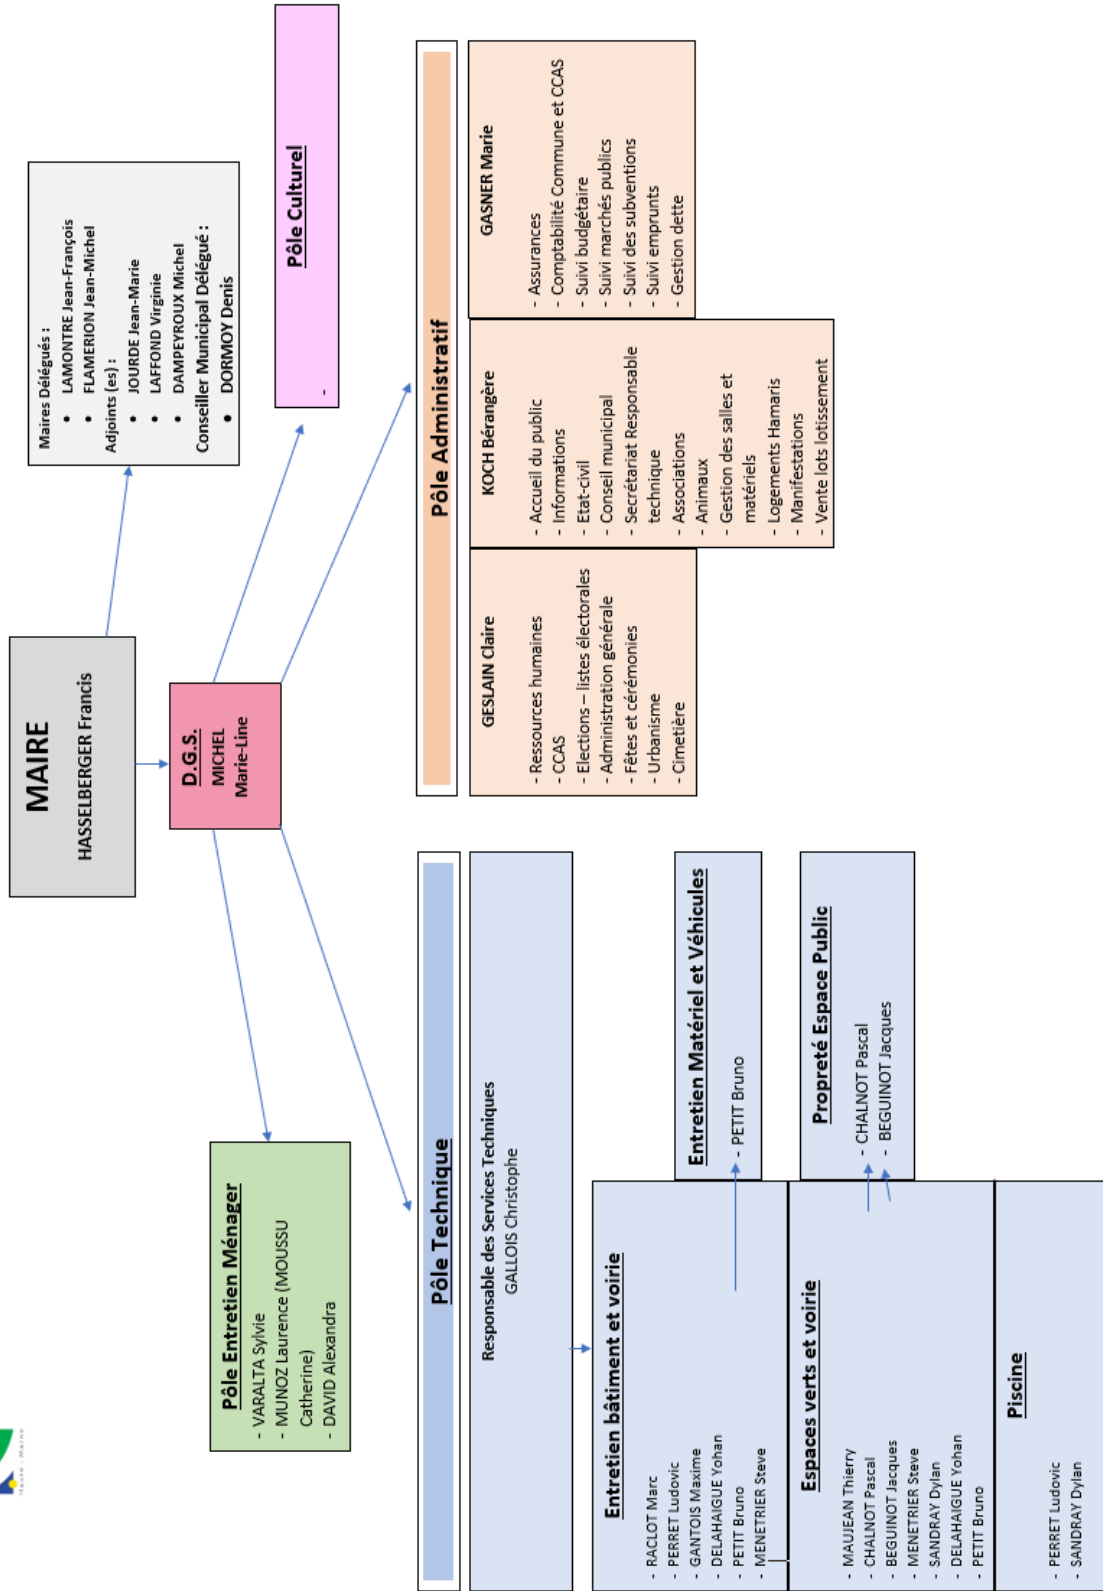 Haute - Marne
MAIRE
HASSELBERGER Francis
Maires Délégués :
• LAMONTRE Jean-François
• FLAMERION Jean-Michel
Adjoints (es) :
• JOURDE Jean-Marie
• LAFFOND Virginie
• DAMPEYROUX Michel
Conseiller Municipal Délégué :
• DORMOY Denis
D.G.S.
MICHEL
Marie-Line
Pôle Entretien Ménager
- VARALTA Sylvie
- MUNOZ Laurence (MOUSSU
Catherine)
- DAVID Alexandra
Pôle Culturel
-
Pôle Technique
Responsable des Services Techniques
GALLOIS Christophe
Entretien bâtiment et voirie
- RACLOT Marc
- PERRET Ludovic
- GANTOIS Maxime
- DELAHAIGUE Yohan
- PETIT Bruno
- MENETRIER Steve
Entretien Matériel et Véhicules
- PETIT Bruno
Espaces verts et voirie
- MAUJEAN Thierry
- CHALNOT Pascal
- BEGUINOT Jacques
- MENETRIER Steve
- SANDRAY Dylan
- DELAHAIGUE Yohan
- PETIT Bruno
Propreté Espace Public
- CHALNOT Pascal
- BEGUINOT Jacques
Piscine
- PERRET Ludovic
- SANDRAY Dylan
Pôle Administratif
GESLAIN Claire
- Ressources humaines
- CCAS
- Elections – listes électorales
- Administration générale
- Fêtes et cérémonies
- Urbanisme
- Cimetière
KOCH Bérangère
- Accueil du public
- Informations
- Etat-civil
- Conseil municipal
- Secrétariat Responsable
technique
- Associations
- Animaux
- Gestion des salles et
matériels
- Logements Hamaris
- Manifestations
- Vente lots lotissement
GASNER Marie
- Assurances
- Comptabilité Commune et CCAS
- Suivi budgétaire
- Suivi marchés publics
- Suivi des subventions
- Suivi emprunts
- Gestion dette